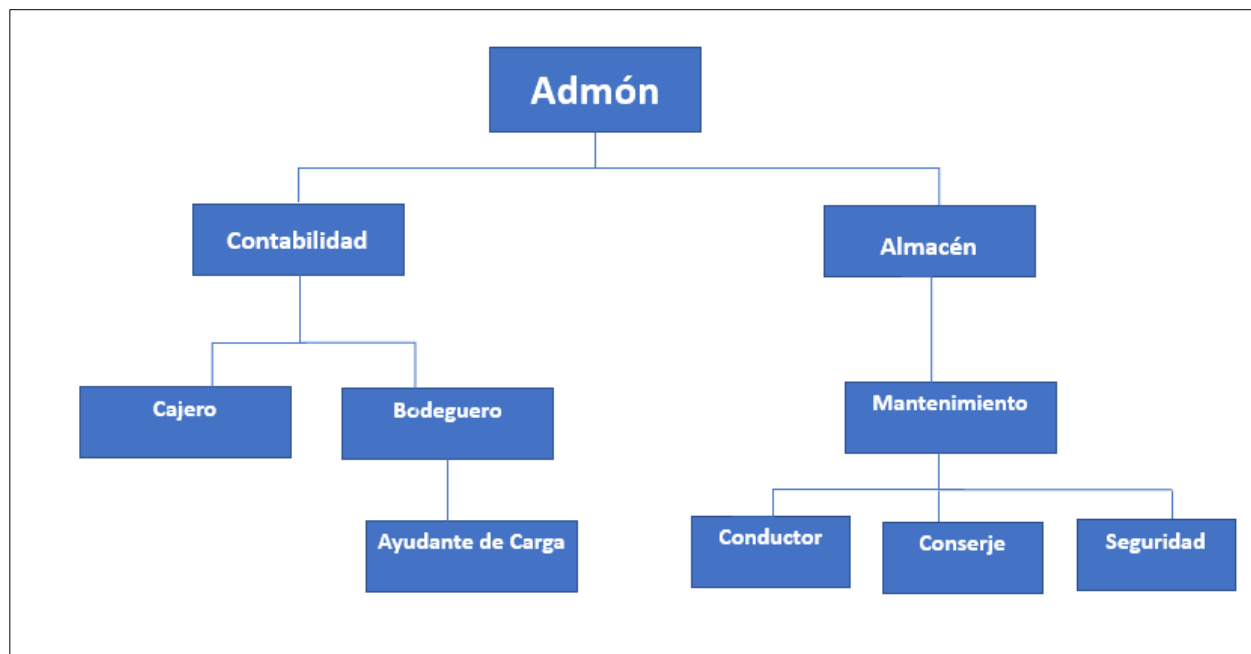 Admón
Contabilidad
Almacén
Cajero
Bodeguero
Mantenimiento
Ayudante de Carga
Conductor
Conserje
Seguridad